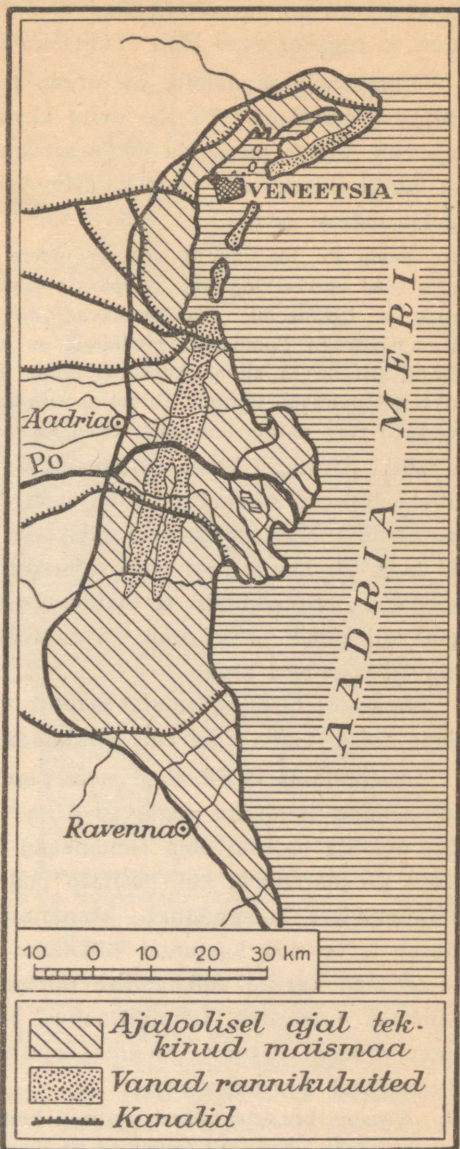 VENEETSIA
AADRIA MERI
Aadria
Po
Ravenna
10 0 10 20 30 km
Ajaloolisel ajal tek-
kinud maismaa
Vanad rannikuluited
Kanalid